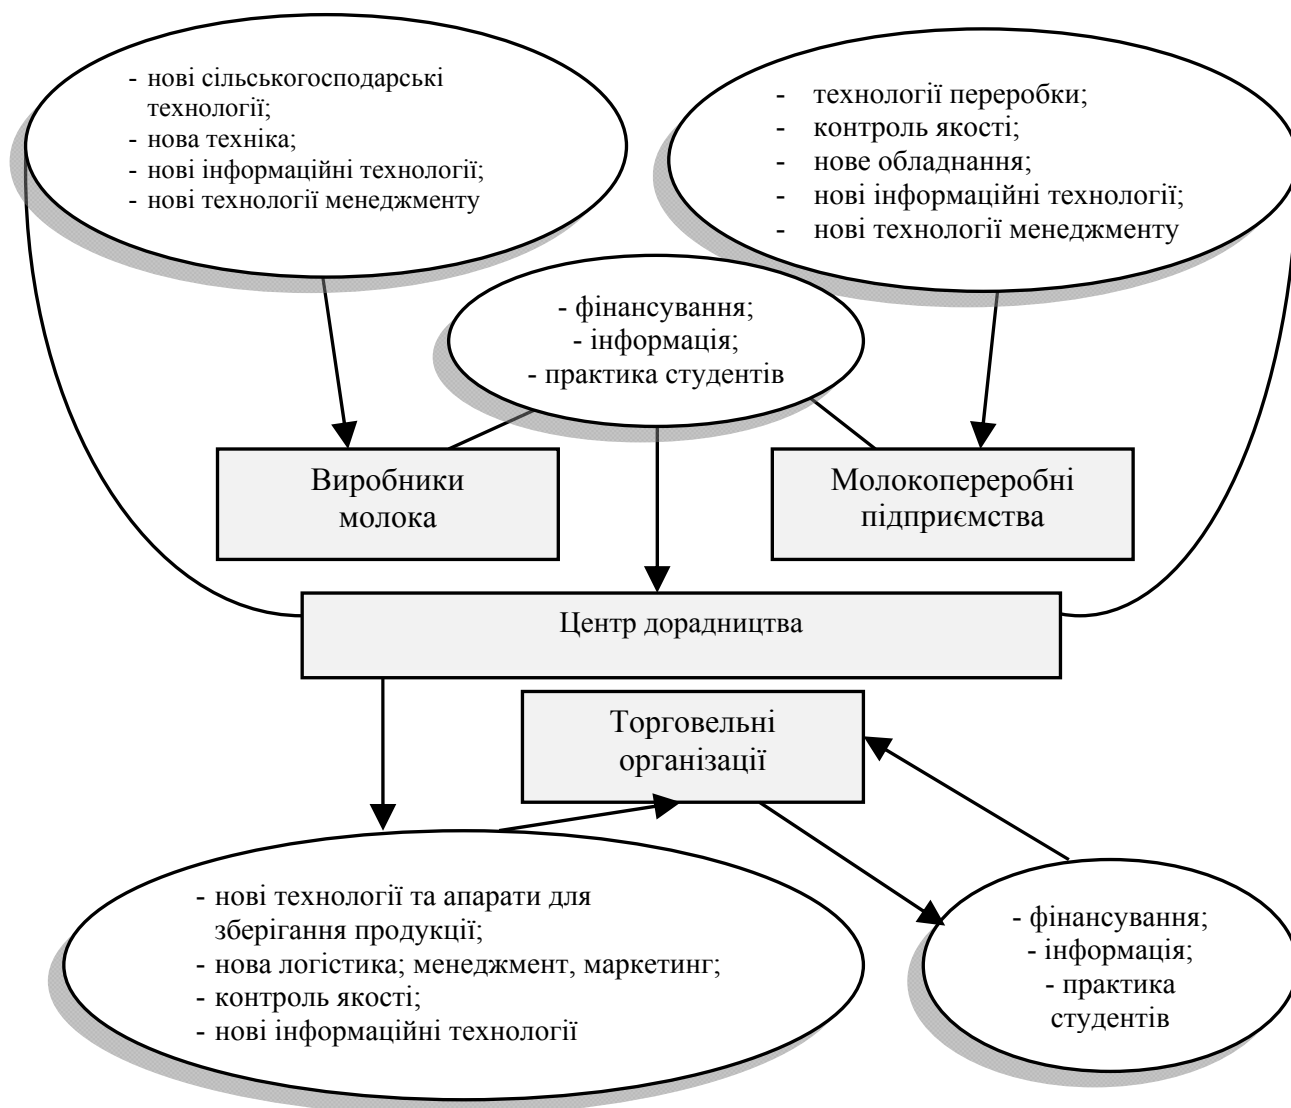 - нові сільськогосподарські
технології;
- нова техніка;
- нові інформаційні технології;
- нові технології менеджменту
- технології переробки;
- контроль якості;
- нове обладнання;
- нові інформаційні технології;
- нові технології менеджменту
- фінансування;
- інформація;
- практика студентів
Виробники
молока
Молокопереробні
підприємства
Центр дорадництва
Торговельні
організації
- нові технології та апарати для
зберігання продукції;
- нова логістика; менеджмент, маркетинг;
- контроль якості;
- нові інформаційні технології
- фінансування;
- інформація;
- практика
студентів